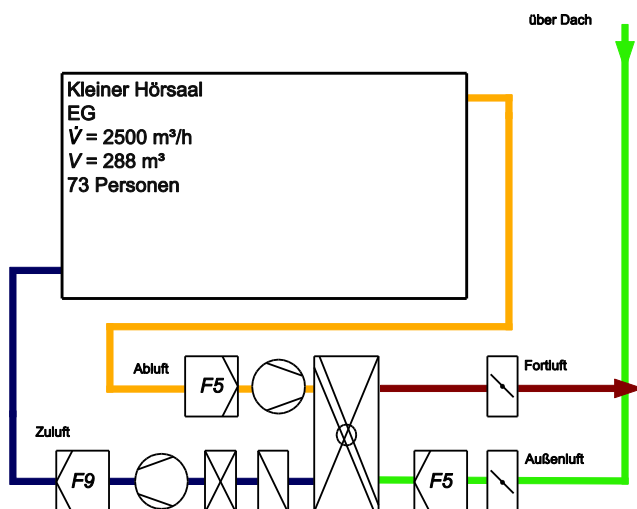 über Dach
Kleiner Hörsaal
EG
V̇ = 2500 m³/h
V = 288 m³
73 Personen
Abluft
F5
Fortluft
Zuluft
F9
F5
Außenluft